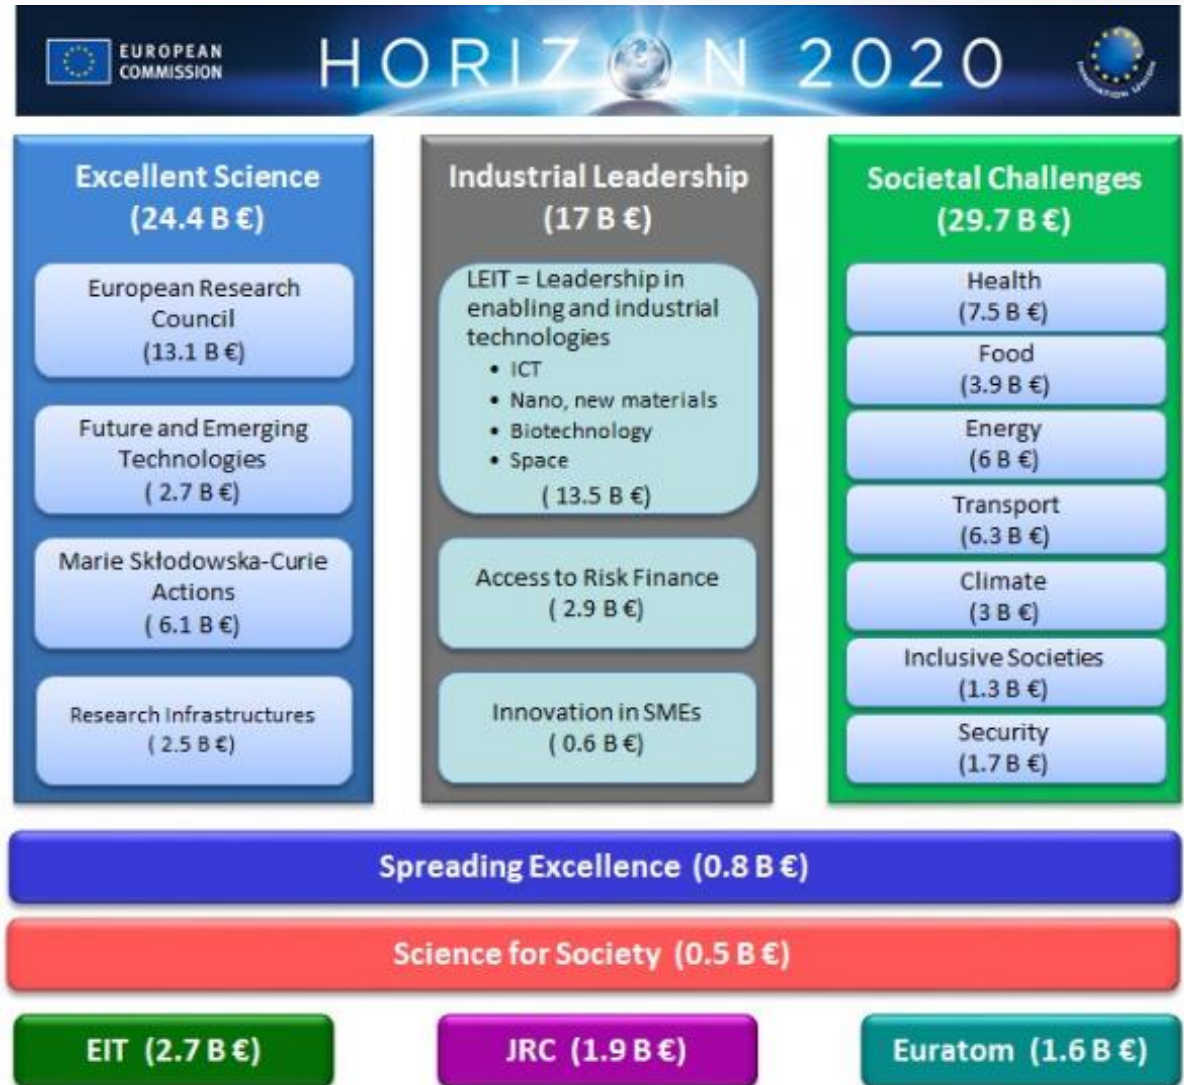 EUROPEAN
COMMISSION
HORIZON 2020
INNOVATION UNION
Excellent Science
(24.4 B €)
European Research
Council
(13.1 B €)
Future and Emerging
Technologies
( 2.7 B €)
Marie Skłodowska-Curie
Actions
( 6.1 B €)
Research Infrastructures
( 2.5 B €)
Industrial Leadership
(17 B €)
LEIT = Leadership in
enabling and industrial
technologies
• ICT
• Nano, new materials
• Biotechnology
• Space
( 13.5 B €)
Access to Risk Finance
( 2.9 B €)
Innovation in SMEs
( 0.6 B €)
Societal Challenges
(29.7 B €)
Health
(7.5 B €)
Food
(3.9 B €)
Energy
(6 B €)
Transport
(6.3 B €)
Climate
(3 B €)
Inclusive Societies
(1.3 B €)
Security
(1.7 B €)
Spreading Excellence (0.8 B €)
Science for Society (0.5 B €)
EIT (2.7 B €)
JRC (1.9 B €)
Euratom (1.6 B €)